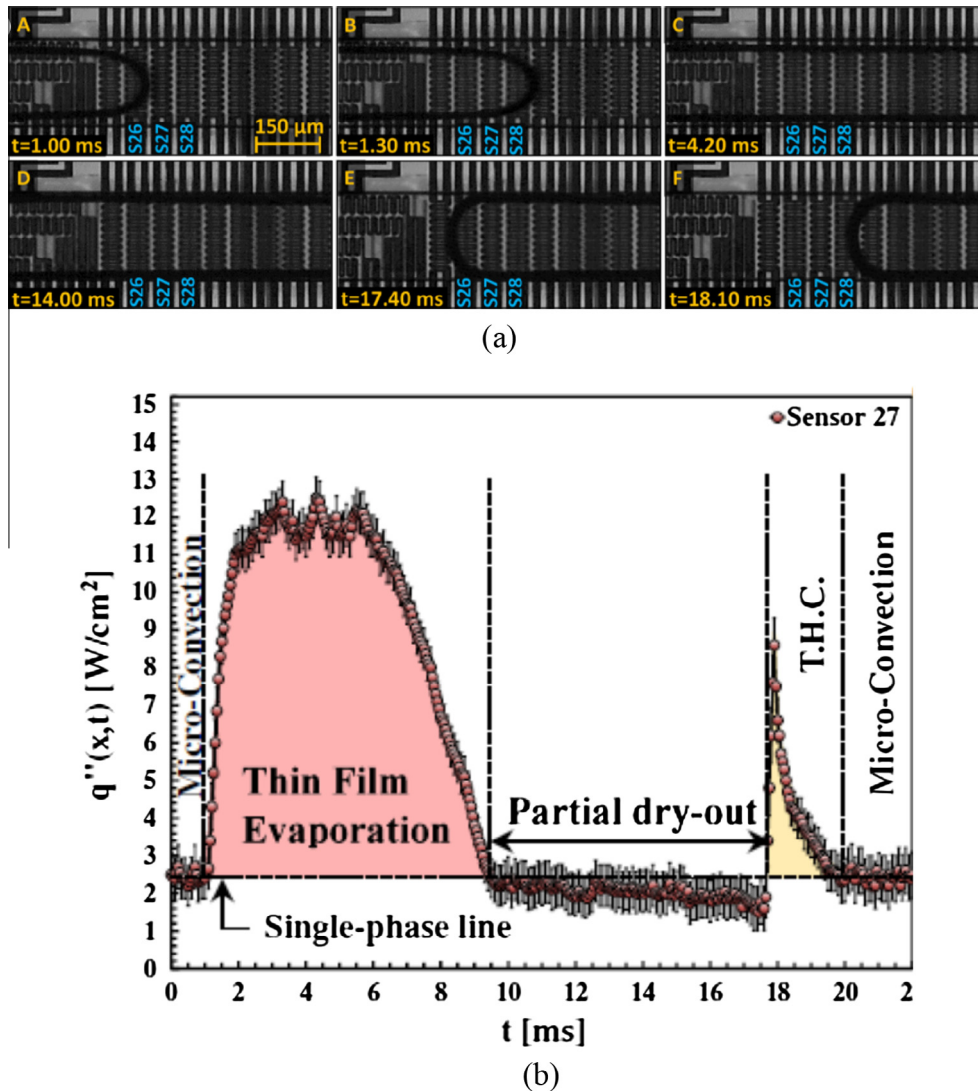 A
B
C
S26
S27
S28
150 μm
t=1.00 ms
S26
S27
S28
t=1.30 ms
S26
S27
S28
t=4.20 ms
D
E
F
S26
S27
S28
t=14.00 ms
S26
S27
S28
t=17.40 ms
S26
S27
S28
t=18.10 ms
(a)
15
14
13
12
11
10
9
8
7
6
5
4
3
2
1
0
q''(x,t) [W/cm²]
Sensor 27
Micro-Convection
Thin Film
Evaporation
Partial dry-out
T.H.C.
Micro-Convection
Single-phase line
0 2 4 6 8 10 12 14 16 18 20 2
t [ms]
(b)